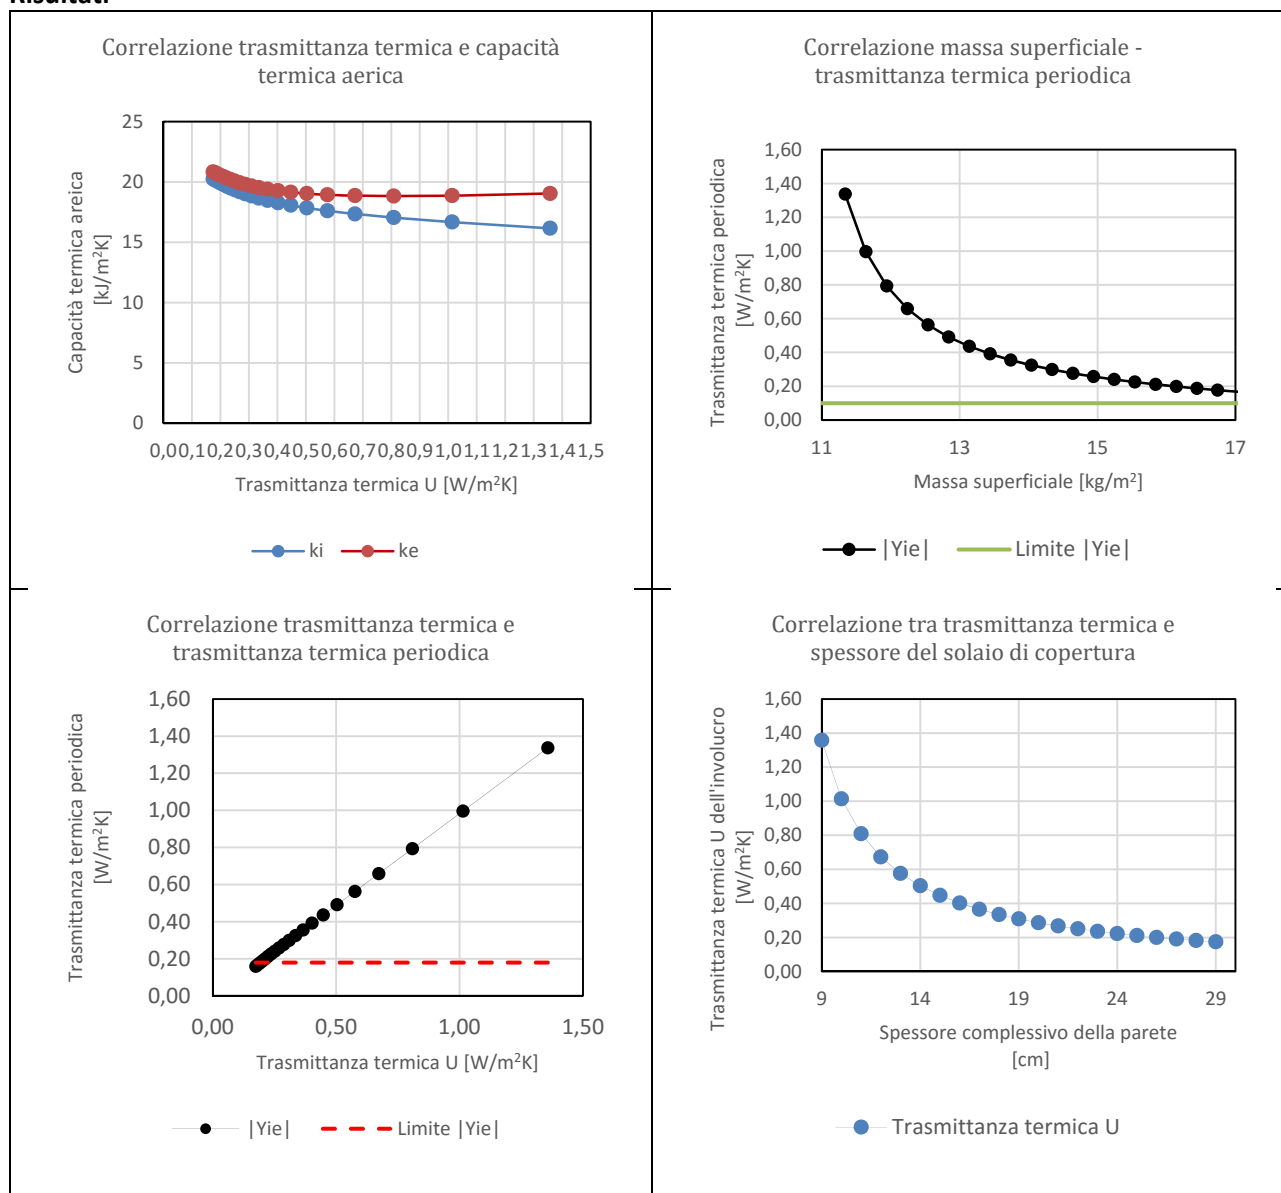 Risultati
Correlazione trasmittanza termica e capacità
termica aerica
Capacità termica areica
[kJ/m²K]
25
20
15
10
5
0
0,00,10,20,30,40,50,60,70,80,91,01,11,21,31,41,5
Trasmittanza termica U [W/m²K]
ki ke
Correlazione massa superficiale -
trasmittanza termica periodica
Trasmittanza termica periodica
[W/m²K]
1,60
1,40
1,20
1,00
0,80
0,60
0,40
0,20
0,00
11 13 15 17
Massa superficiale [kg/m²]
|Yie| Limite |Yie|
Correlazione trasmittanza termica e
trasmittanza termica periodica
Trasmittanza termica periodica
[W/m²K]
1,60
1,40
1,20
1,00
0,80
0,60
0,40
0,20
0,00
0,00 0,50 1,00 1,50
Trasmittanza termica U [W/m²K]
|Yie| Limite |Yie|
Correlazione tra trasmittanza termica e
spessore del solaio di copertura
Trasmittanza termica U dell'involucro
[W/m²K]
1,60
1,40
1,20
1,00
0,80
0,60
0,40
0,20
0,00
9 14 19 24 29
Spessore complessivo della parete
[cm]
Trasmittanza termica U